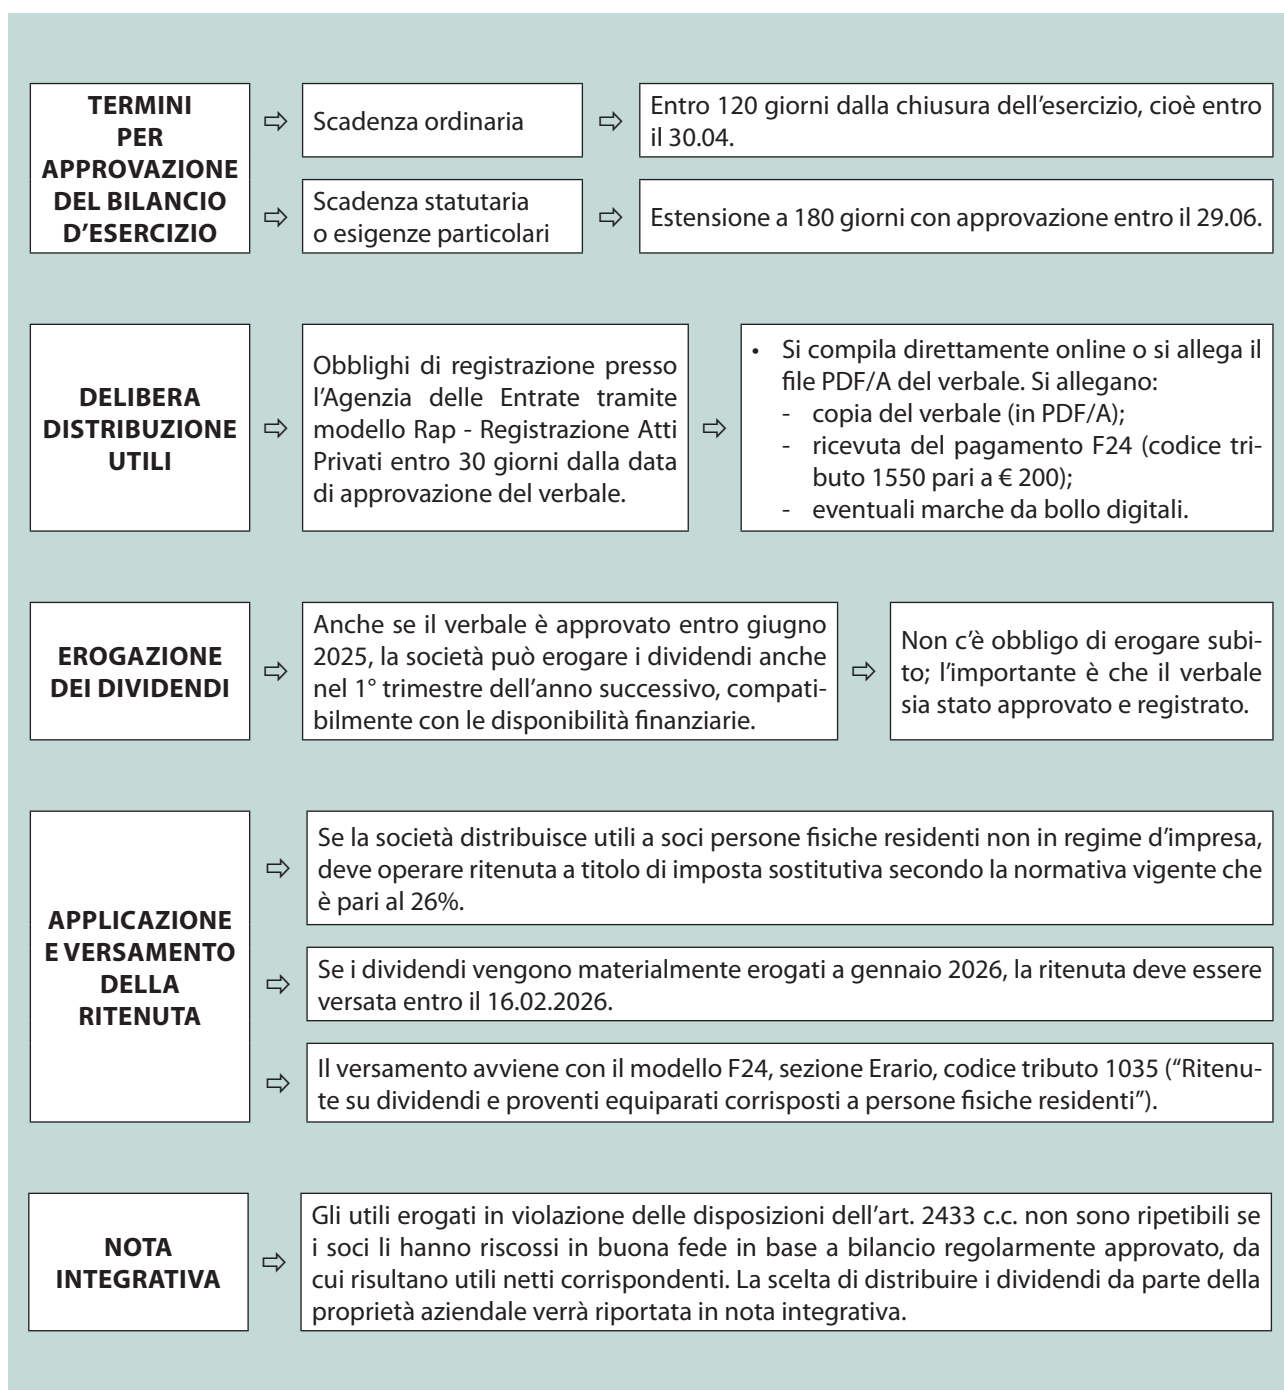 TERMINI
PER
APPROVAZIONE
DEL BILANCIO
D’ESERCIZIO
⇨
Scadenza ordinaria
⇨
Entro 120 giorni dalla chiusura dell’esercizio, cioè entro
il 30.04.
⇨
Scadenza statutaria
o esigenze particolari
⇨
Estensione a 180 giorni con approvazione entro il 29.06.
DELIBERA
DISTRIBUZIONE
UTILI
⇨
Obblighi di registrazione presso
l’Agenzia delle Entrate tramite
modello Rap - Registrazione Atti
Privati entro 30 giorni dalla data
di approvazione del verbale.
⇨
• Si compila direttamente online o si allega il
file PDF/A del verbale. Si allegano:
- copia del verbale (in PDF/A);
- ricevuta del pagamento F24 (codice tri-
buto 1550 pari a € 200);
- eventuali marche da bollo digitali.
EROGAZIONE
DEI DIVIDENDI
⇨
Anche se il verbale è approvato entro giugno
2025, la società può erogare i dividendi anche
nel 1° trimestre dell’anno successivo, compati-
bilmente con le disponibilità finanziarie.
⇨
Non c’è obbligo di erogare subi-
to; l’importante è che il verbale
sia stato approvato e registrato.
APPLICAZIONE
E VERSAMENTO
DELLA
RITENUTA
⇨
Se la società distribuisce utili a soci persone fisiche residenti non in regime d’impresa,
deve operare ritenuta a titolo di imposta sostitutiva secondo la normativa vigente che
è pari al 26%.
⇨
Se i dividendi vengono materialmente erogati a gennaio 2026, la ritenuta deve essere
versata entro il 16.02.2026.
⇨
Il versamento avviene con il modello F24, sezione Erario, codice tributo 1035 (“Ritenu-
te su dividendi e proventi equiparati corrisposti a persone fisiche residenti”).
NOTA
INTEGRATIVA
⇨
Gli utili erogati in violazione delle disposizioni dell’art. 2433 c.c. non sono ripetibili se
i soci li hanno riscossi in buona fede in base a bilancio regolarmente approvato, da
cui risultano utili netti corrispondenti. La scelta di distribuire i dividendi da parte della
proprietà aziendale verrà riportata in nota integrativa.